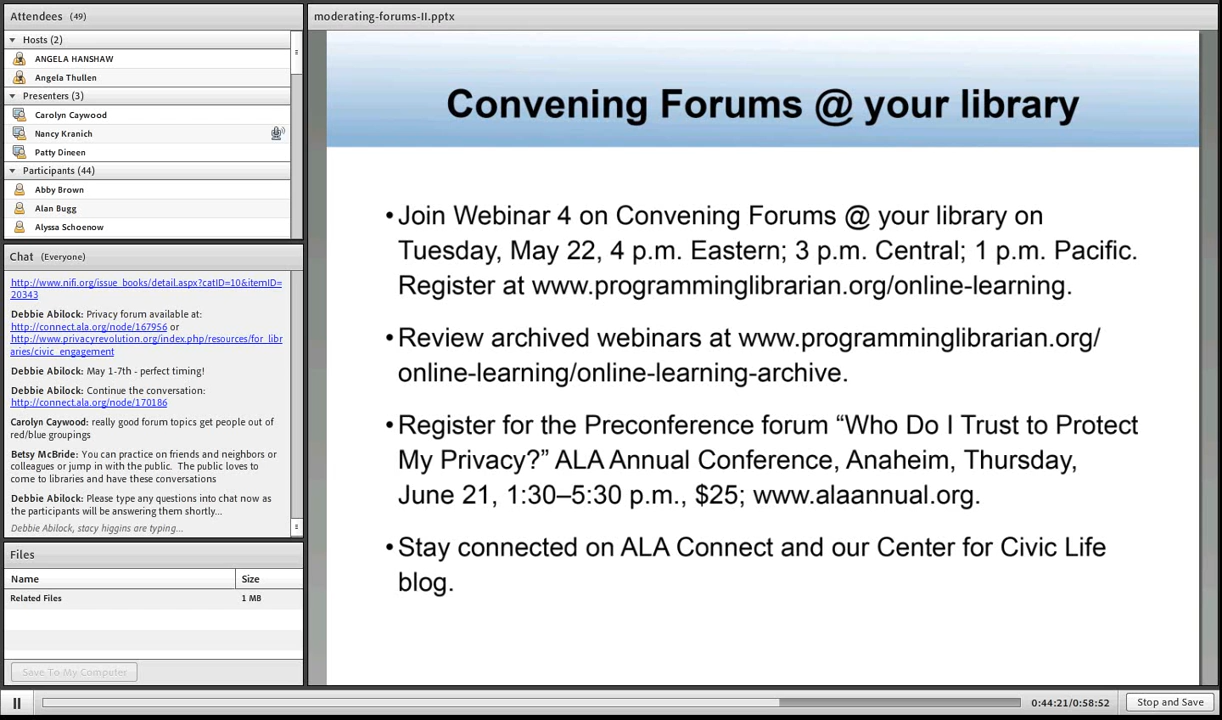 Attendees (49)
Hosts (2)
ANGELA HANSHAW
Angela Thullen
Presenters (3)
Carolyn Caywood
Nancy Kranich
Patty Dineen
Participants (44)
Abby Brown
Alan Bugg
Alyssa Schoenow
Chat (Everyone)
http://www.nifi.org/issue_books/detail.aspx?catID=10&itemID=
20343
Debbie Abilock: Privacy forum available at:
http://connect.ala.org/node/167956 or
http://www.privacyrevolution.org/index.php/resources/for_libr
aries/civic_engagement
Debbie Abilock: May 1-7th - perfect timing!
Debbie Abilock: Continue the conversation:
http://connect.ala.org/node/170186
Carolyn Caywood: really good forum topics get people out of
red/blue groupings
Betsy McBride: You can practice on friends and neighbors or
colleagues or jump in with the public. The public loves to
come to libraries and have these conversations
Debbie Abilock: Please type any questions into chat now as
the participants will be answering them shortly...
Debbie Abilock, stacy higgins are typing...
Files
Name Size
Related Files 1 MB
Save To My Computer
moderating-forums-II.pptx
Convening Forums @ your library
•Join Webinar 4 on Convening Forums @ your library on
Tuesday, May 22, 4 p.m. Eastern; 3 p.m. Central; 1 p.m. Pacific.
Register at www.programminglibrarian.org/online-learning.
•Review archived webinars at www.programminglibrarian.org/
online-learning/online-learning-archive.
•Register for the Preconference forum “Who Do I Trust to Protect
My Privacy?” ALA Annual Conference, Anaheim, Thursday,
June 21, 1:30–5:30 p.m., $25; www.alaannual.org.
•Stay connected on ALA Connect and our Center for Civic Life
blog.
0:44:21/0:58:52
Stop and Save